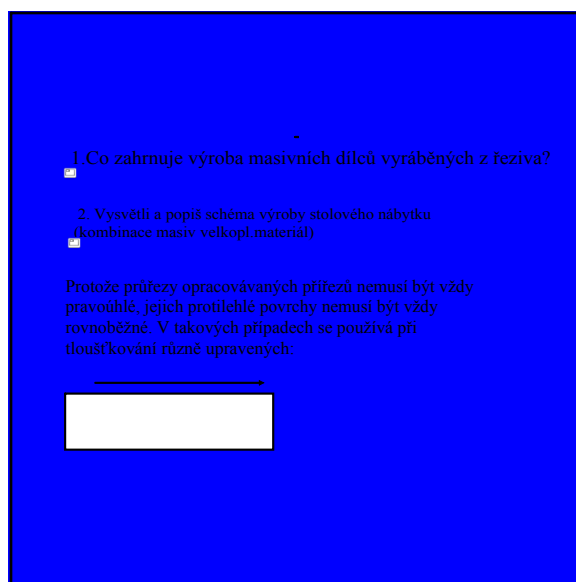 -
1.Co zahrnuje výroba masivních dílců vyráběných z řeziva?
2. Vysvětli a popiš schéma výroby stolového nábytku
(kombinace masiv velkopl.materiál)
Protože průřezy opracovávaných přířezů nemusí být vždy
pravoúhlé, jejich protilehlé povrchy nemusí být vždy
rovnoběžné. V takových případech se používá při
tloušťkování různě upravených: